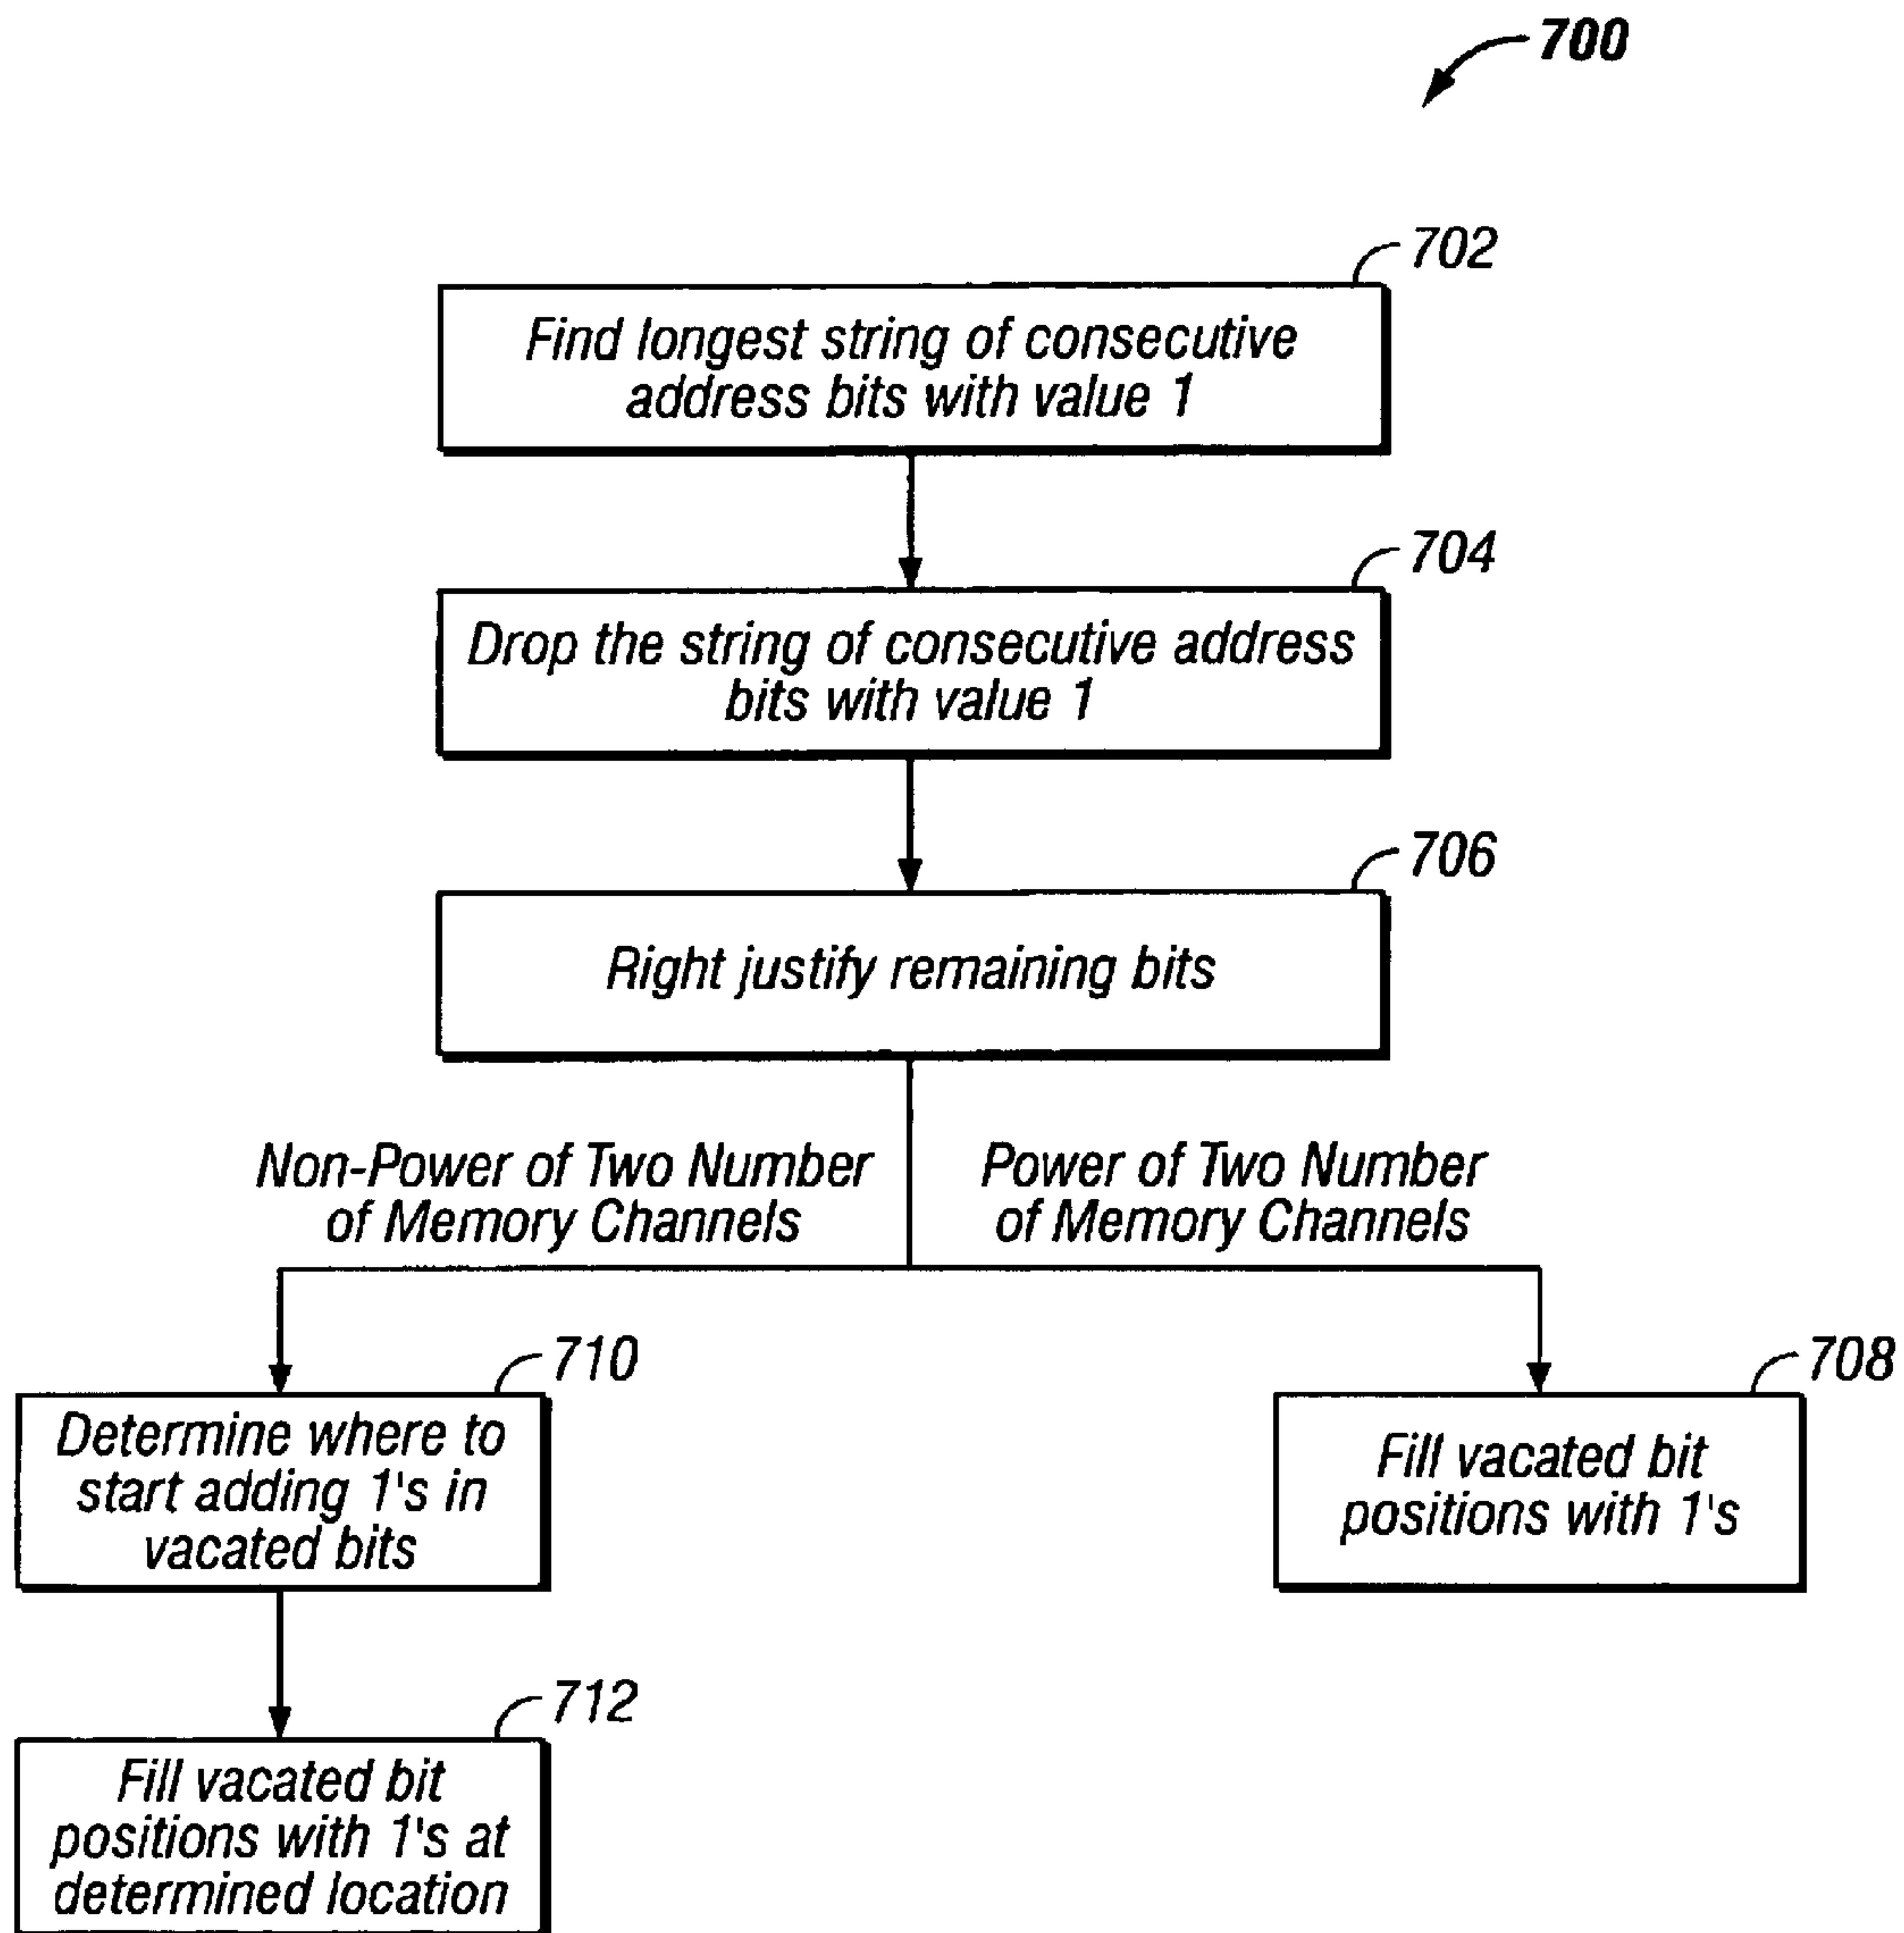 700
702
Find longest string of consecutive
address bits with value 1
704
Drop the string of consecutive address
bits with value 1
706
Right justify remaining bits
Non-Power of Two Number
of Memory Channels
Power of Two Number
of Memory Channels
710
Determine where to
start adding 1's in
vacated bits
708
Fill vacated bit
positions with 1's
712
Fill vacated bit
positions with 1's at
determined location